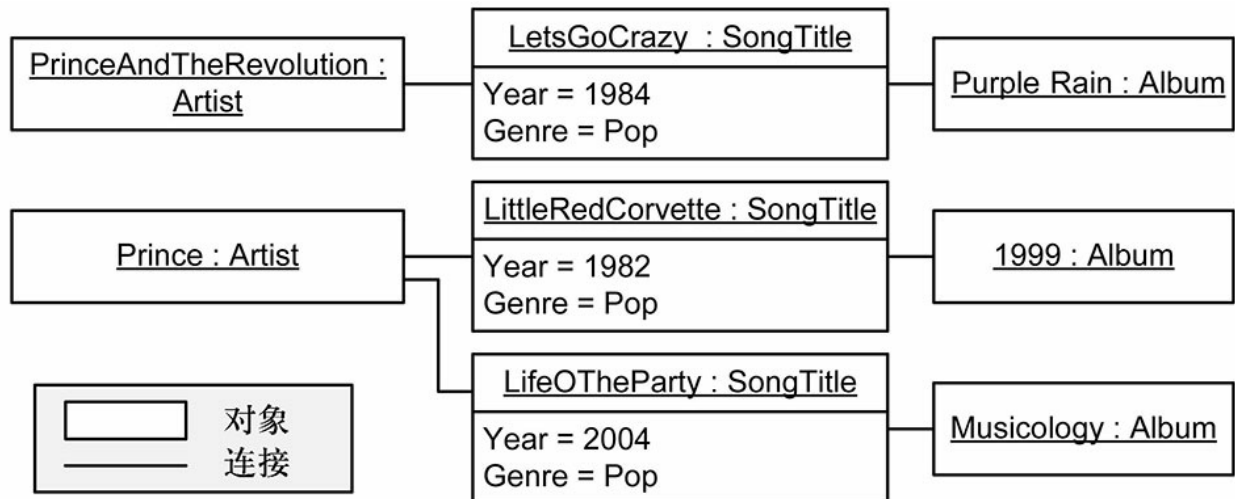 PrinceAndTheRevolution :
Artist
LetsGoCrazy : SongTitle
Year = 1984
Genre = Pop
Purple Rain : Album
Prince : Artist
LittleRedCorvette : SongTitle
Year = 1982
Genre = Pop
1999 : Album
LifeOTheParty : SongTitle
Year = 2004
Genre = Pop
Musicology : Album
对象
连接